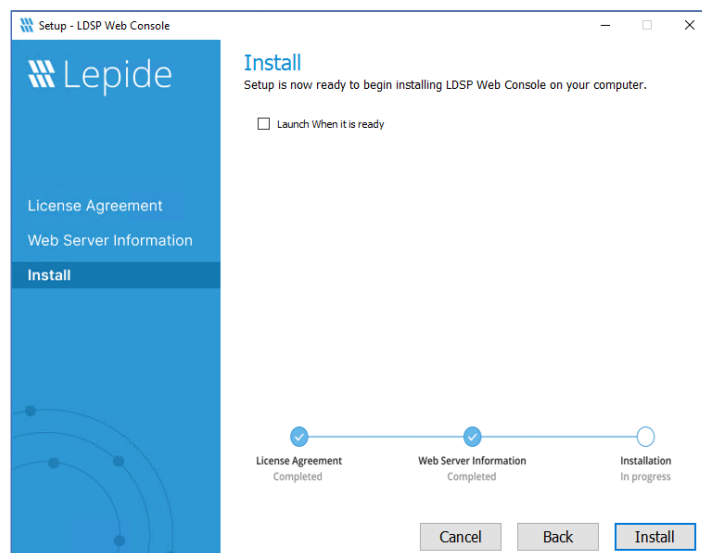 Setup - LDSP Web Console
Lepide
License Agreement
Web Server Information
Install
Install
Setup is now ready to begin installing LDSP Web Console on your computer.
Launch When it is ready
License Agreement
Completed
Web Server Information
Completed
Installation
In progress
Cancel
Back
Install